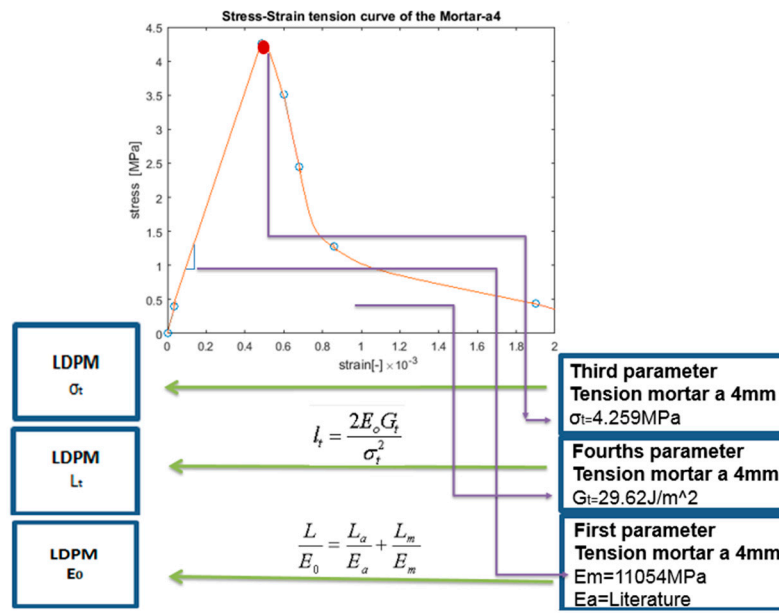 Stress-Strain tension curve of the Mortar-a4
4.5
4
3.5
3
2.5
2
1.5
1
0.5
0
stress [MPa]
0 0.2 0.4 0.6 0.8 1 1.2 1.4 1.6 1.8 2
strain[-] ×10⁻³
LDPM
σt
Third parameter
Tension mortar a 4mm
σt=4.259MPa
l_t = 2E_oG_t / σ_t^2
LDPM
Lt
Fourths parameter
Tension mortar a 4mm
Gt=29.62J/m^2
L/E_0 = L_a/E_a + L_m/E_m
LDPM
E0
First parameter
Tension mortar a 4mm
Em=11054MPa
Ea=Literature